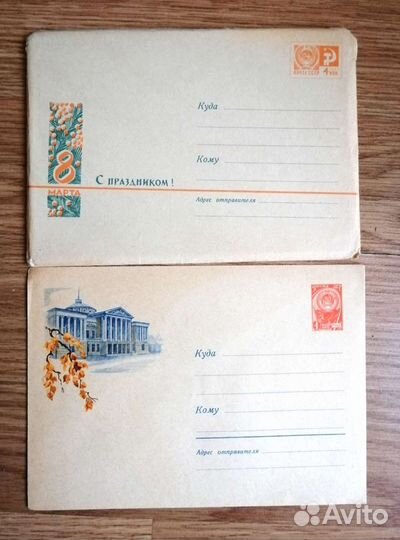 ПОЧТА СССР 4 коп.
Куда
8
МАРТА
Кому
С ПРАЗДНИКОМ!
Адрес отправителя
4
Куда
Кому
Адрес отправителя
Avito